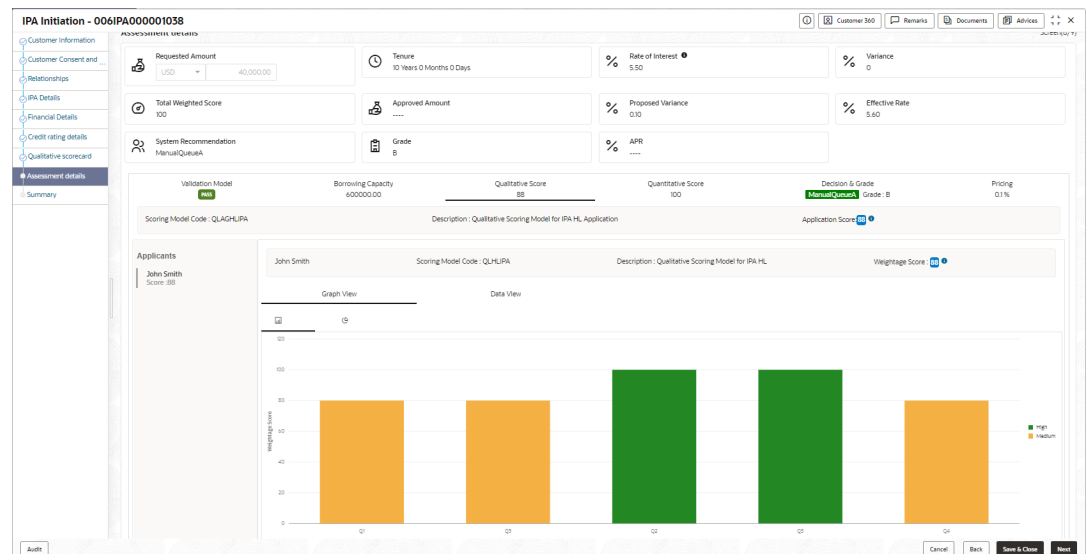 IPA Initiation - 006IPA000001038
Customer 360
Remarks
Documents
Advices
Customer Information
Customer Consent and ...
Relationships
IPA Details
Financial Details
Credit rating details
Qualitative scorecard
Assessment details
Summary
Assessment details
Requested Amount
USD 40,000.00
Tenure
10 Years 0 Months 0 Days
Rate of Interest
5.50
Variance
0
Total Weighted Score
100
Approved Amount
----
Proposed Variance
0.10
Effective Rate
5.60
System Recommendation
ManualQueueA
Grade
B
APR
----
Validation Model
PASS
Borrowing Capacity
600000.00
Qualitative Score
88
Quantitative Score
100
Decision & Grade
ManualQueueA Grade : B
Pricing
0.1 %
Scoring Model Code : QLAGHLIPA
Description : Qualitative Scoring Model for IPA HL Application
Application Score: 88
Applicants
John Smith
Score :88
John Smith
Scoring Model Code : QLHLIPA
Description : Qualitative Scoring Model for IPA HL
Weightage Score : 88
Graph View
Data View
120
100
80
60
40
20
0
Weightage Score
Q1
Q3
Q2
Q5
Q4
High
Medium
Audit
Cancel
Back
Save & Close
Next